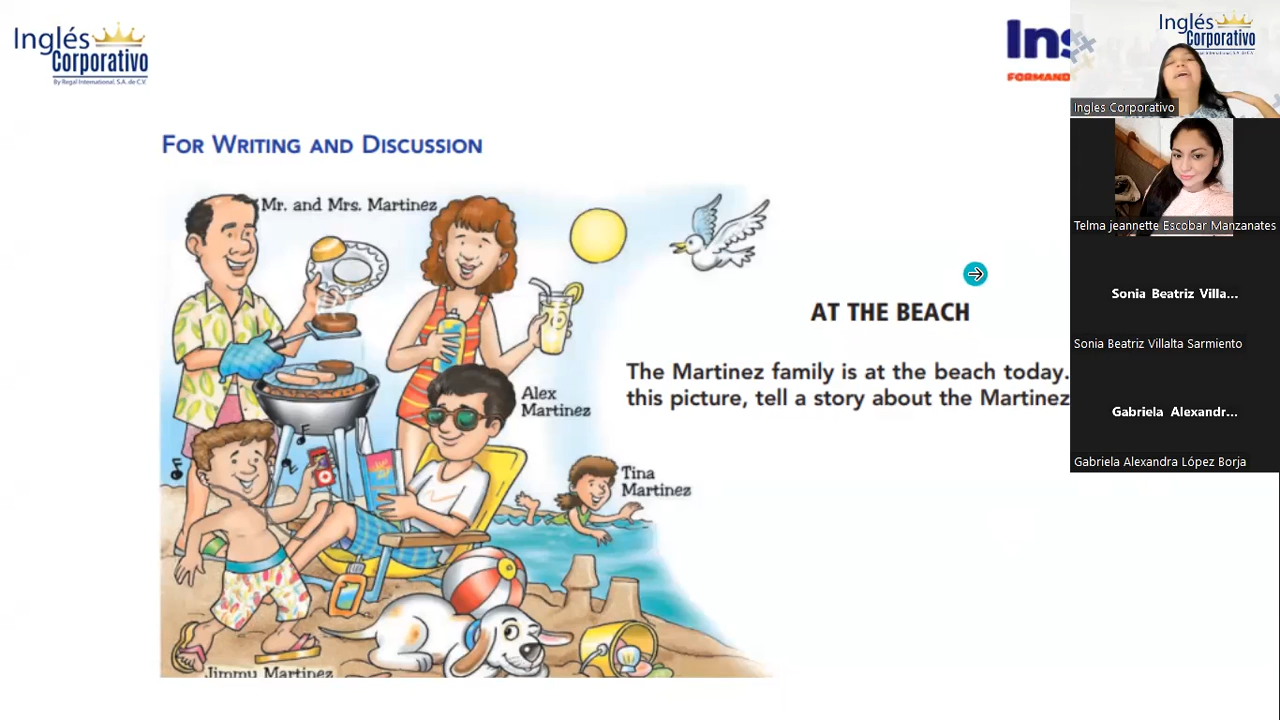 Inglés
Corporativo
By Regal International, S.A. de C.V.
Ins
FORMAND
FOR WRITING AND DISCUSSION
Mr. and Mrs. Martinez
Alex
Martinez
Tina
Martinez
Jimmy Martinez
AT THE BEACH
The Martinez family is at the beach today.
this picture, tell a story about the Martinez
Inglés
Corporativo
Ingles Corporativo
Telma jeannette Escobar Manzanates
Sonia Beatriz Villa...
Sonia Beatriz Villalta Sarmiento
Gabriela Alexandr...
Gabriela Alexandra López Borja